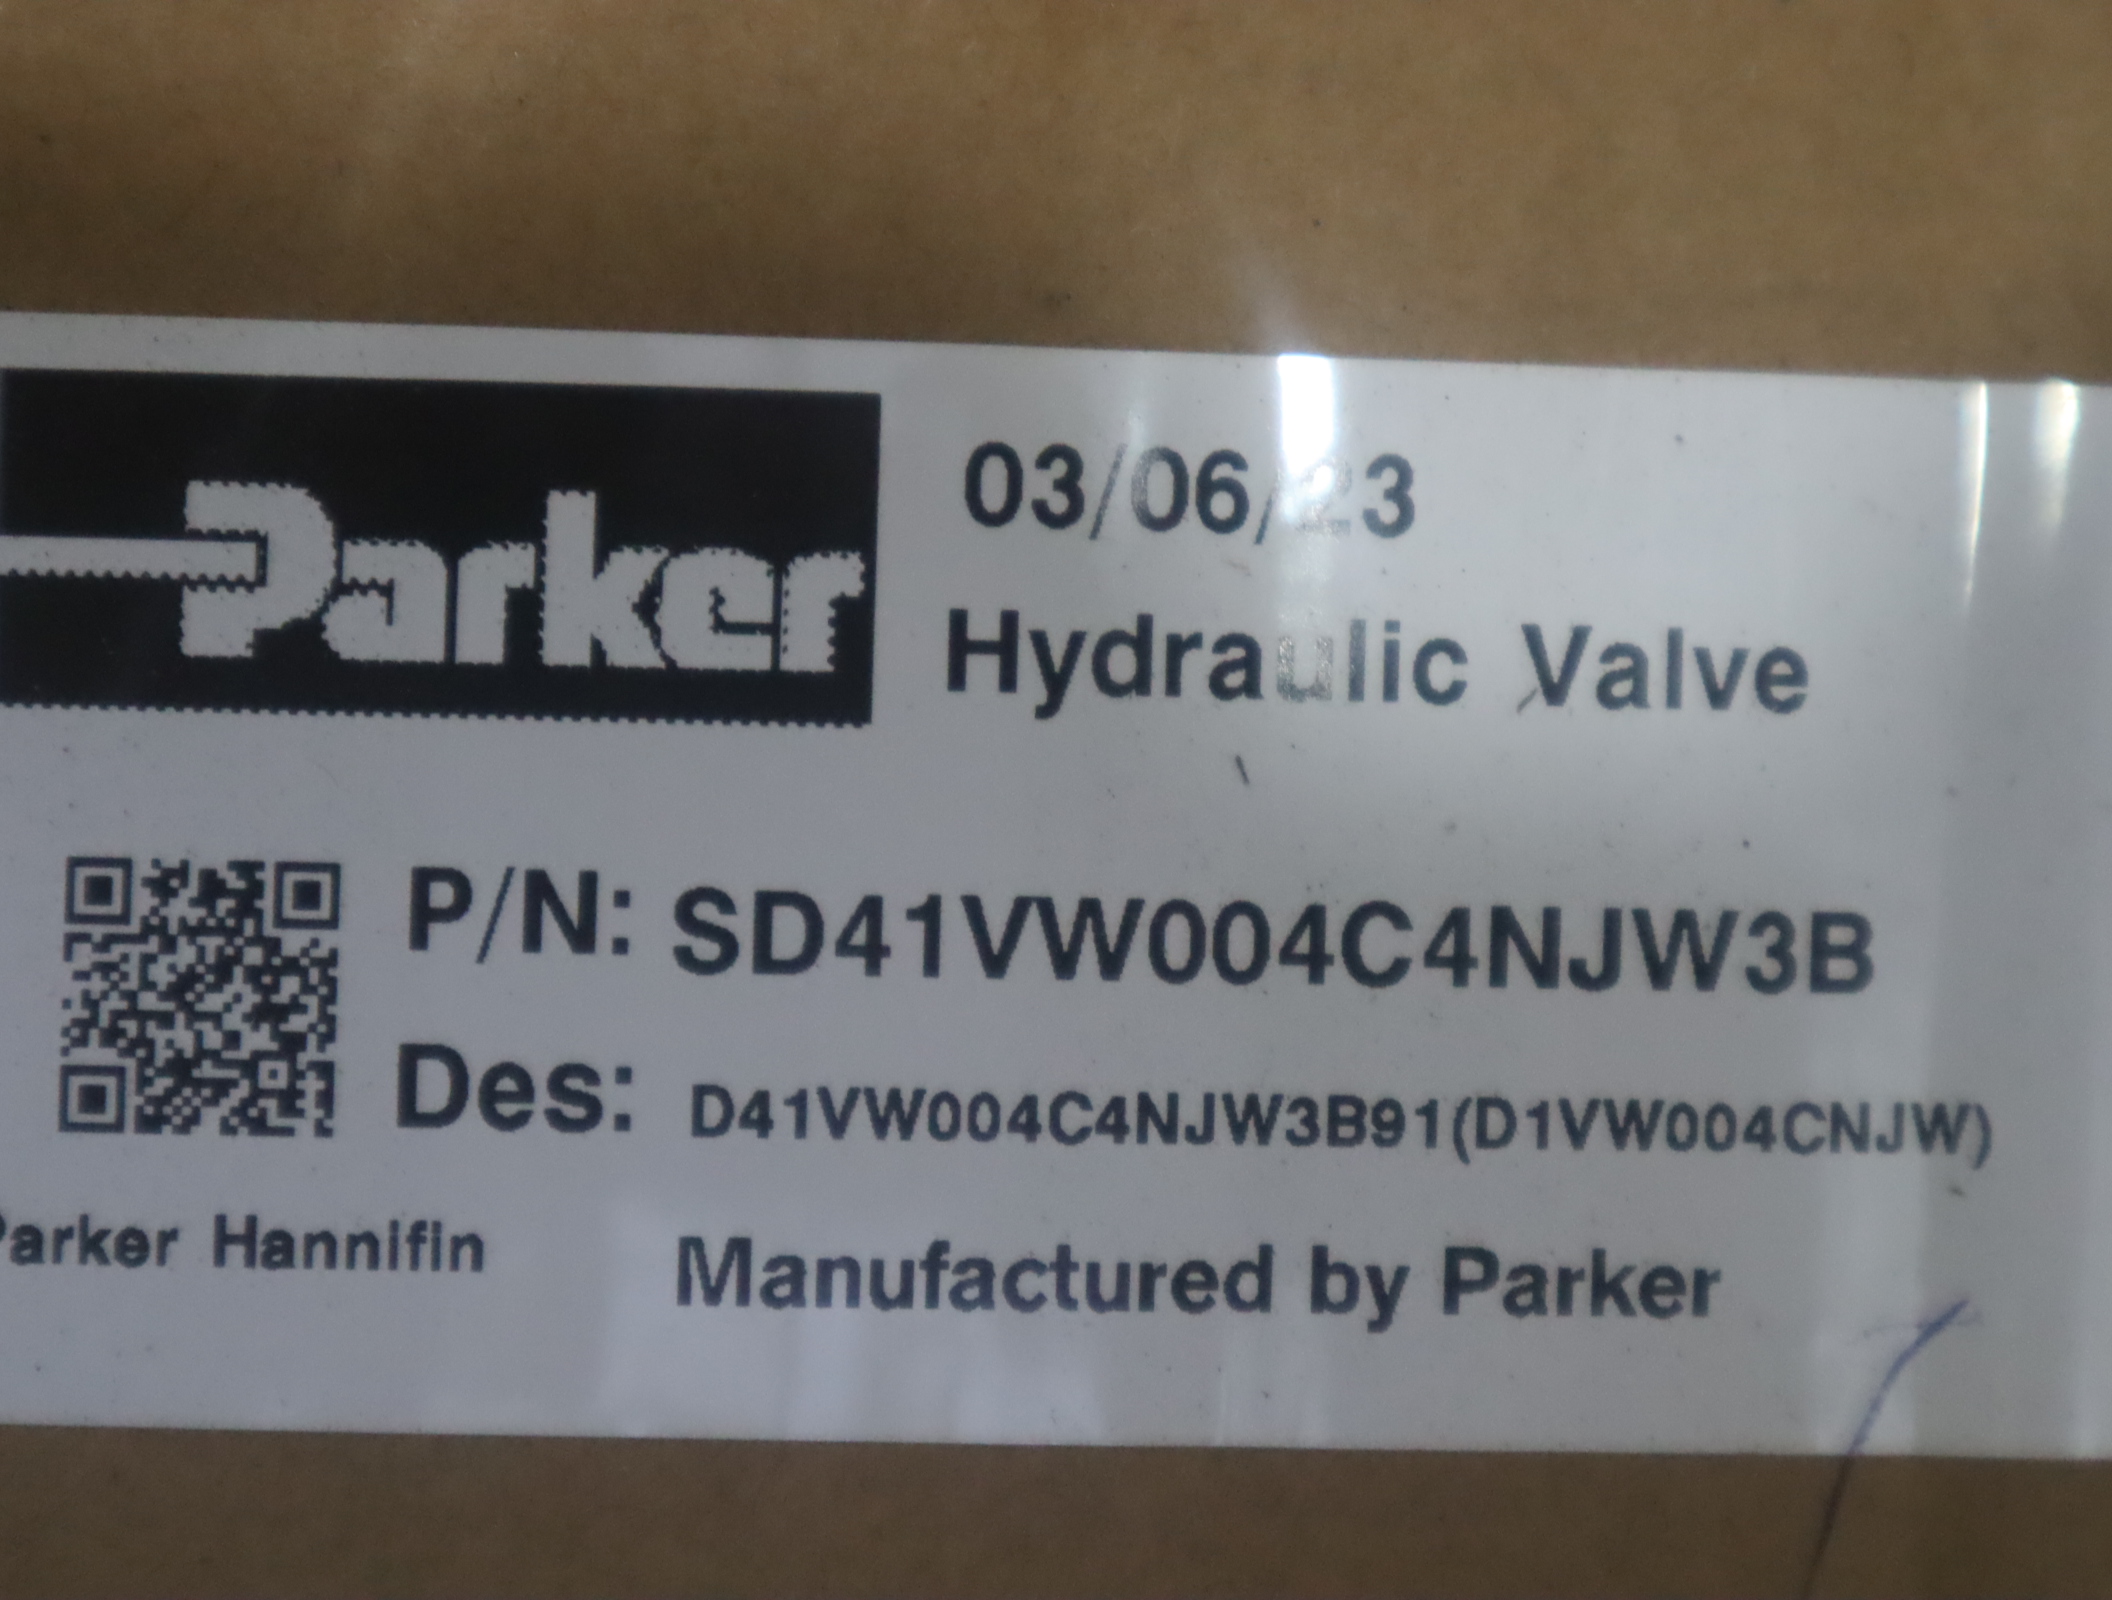 Parker
03/06/23
Hydraulic Valve
P/N: SD41VW004C4NJW3B
Des: D41VW004C4NJW3B91(D1VW004CNJW)
Parker Hannifin
Manufactured by Parker